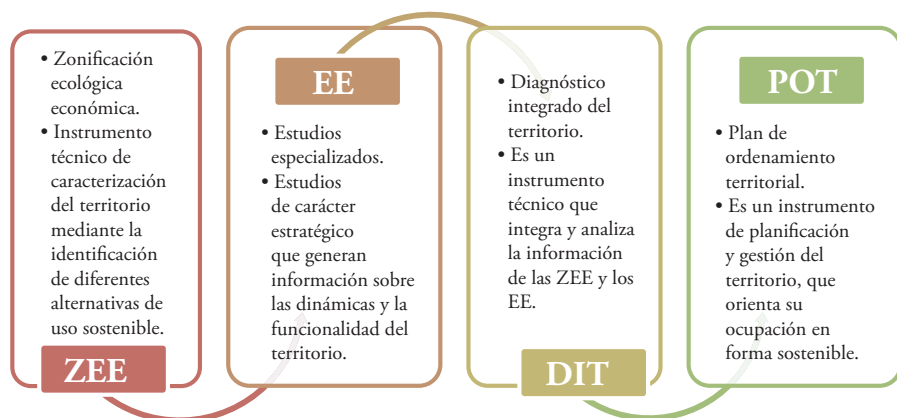 • Zonificación
ecológica
económica.
• Instrumento
técnico de
caracterización
del territorio
mediante la
identificación
de diferentes
alternativas de
uso sostenible.
ZEE
EE
• Estudios
especializados.
• Estudios
de carácter
estratégico
que generan
información sobre
las dinámicas y la
funcionalidad del
territorio.
• Diagnóstico
integrado del
territorio.
• Es un
instrumento
técnico que
integra y analiza
la información
de las ZEE y los
EE.
DIT
POT
• Plan de
ordenamiento
territorial.
• Es un instrumento
de planificación
y gestión del
territorio, que
orienta su
ocupación en
forma sostenible.